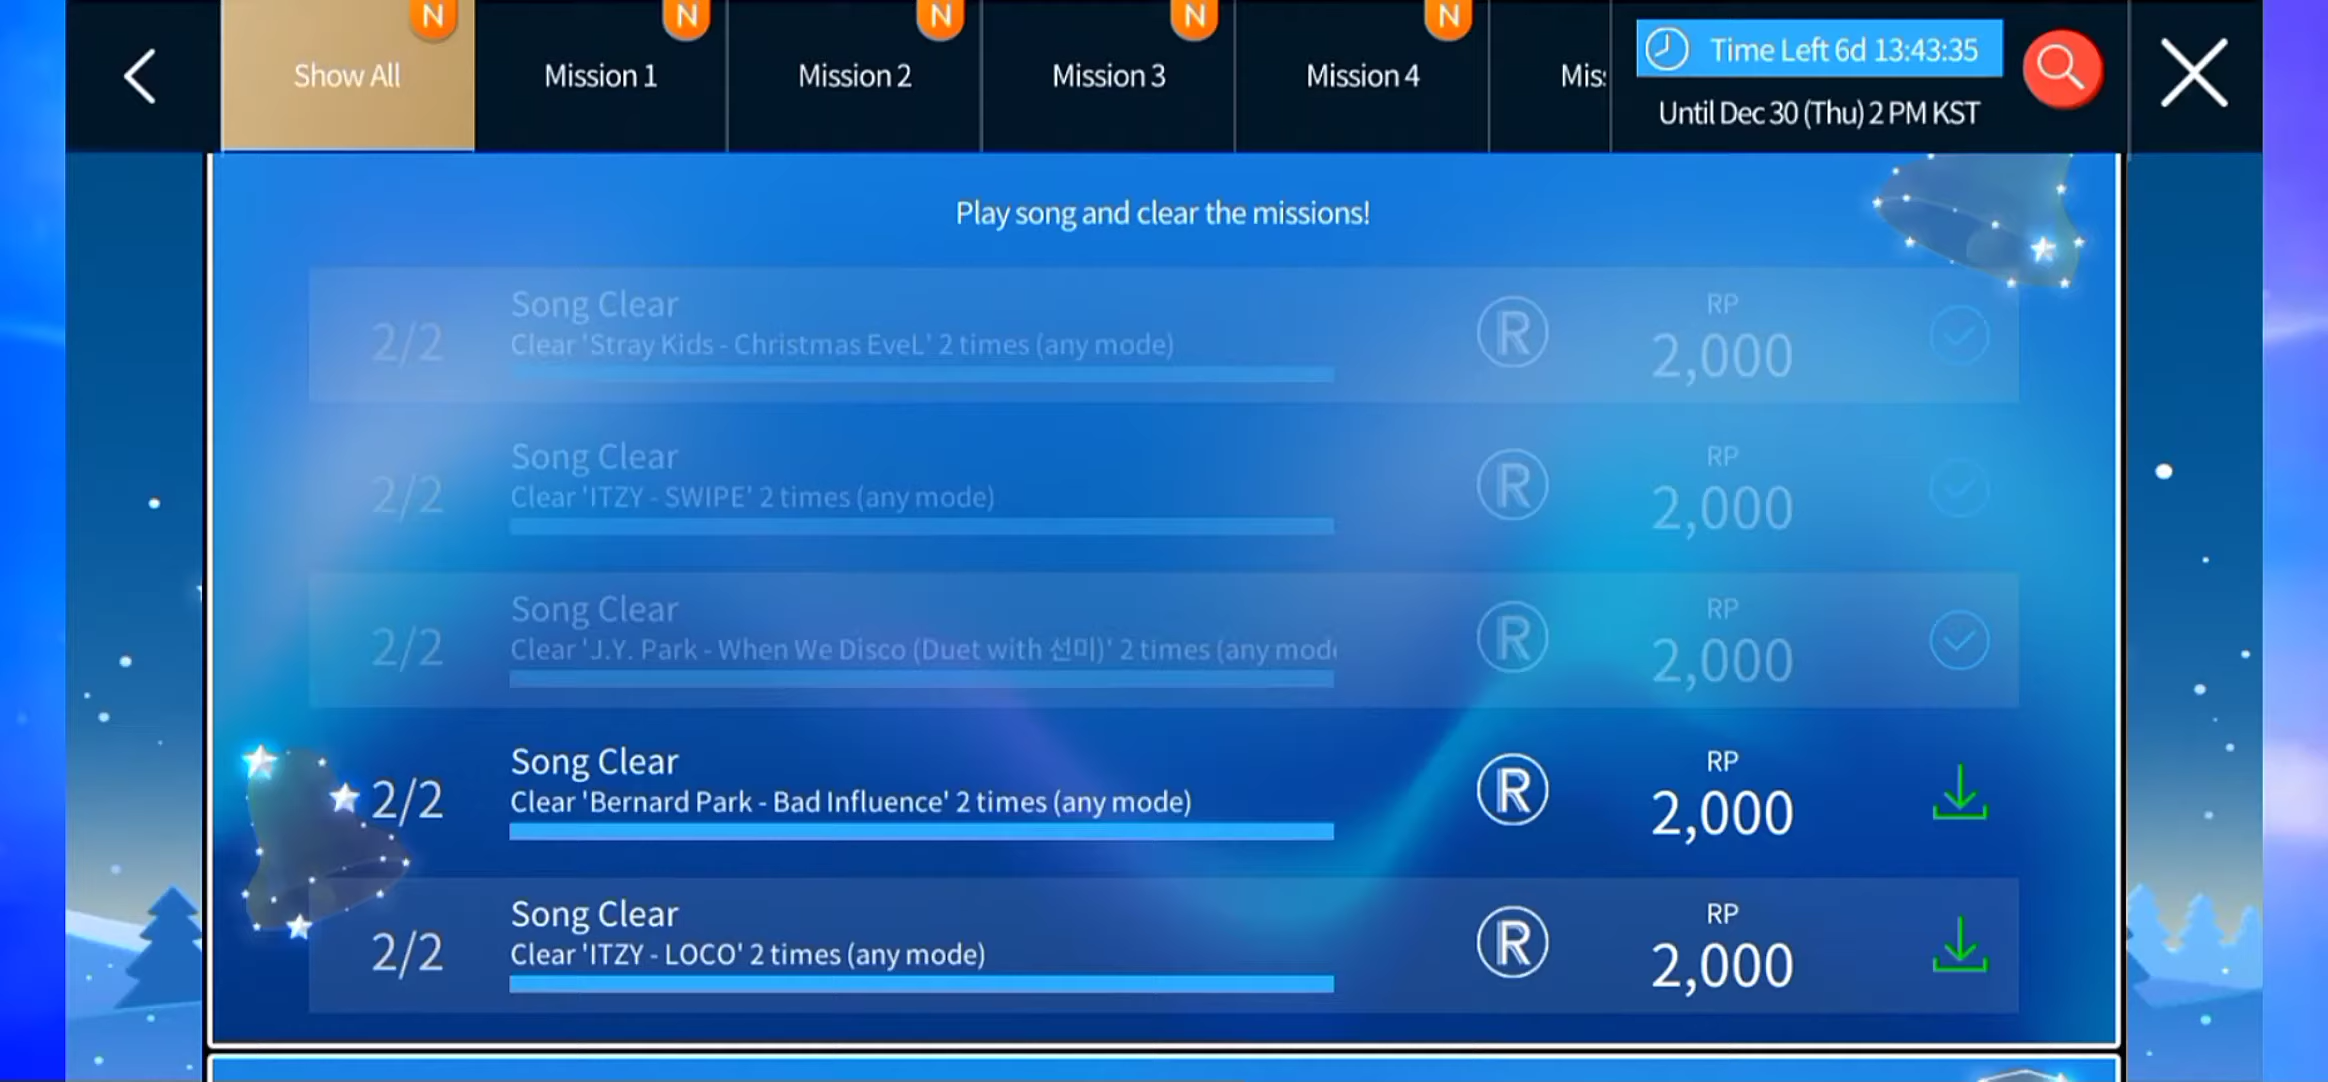 N
N
N
N
N
Show All
Mission 1
Mission 2
Mission 3
Mission 4
Mis
Time Left 6d 13:43:35
Until Dec 30 (Thu) 2 PM KST
Play song and clear the missions!
2/2
Song Clear
Clear 'Stray Kids - Christmas EveL' 2 times (any mode)
R
RP
2,000
2/2
Song Clear
Clear 'ITZY - SWIPE' 2 times (any mode)
R
RP
2,000
2/2
Song Clear
Clear 'J.Y. Park - When We Disco (Duet with 선미)' 2 times (any mod
R
RP
2,000
2/2
Song Clear
Clear 'Bernard Park - Bad Influence' 2 times (any mode)
R
RP
2,000
2/2
Song Clear
Clear 'ITZY - LOCO' 2 times (any mode)
R
RP
2,000